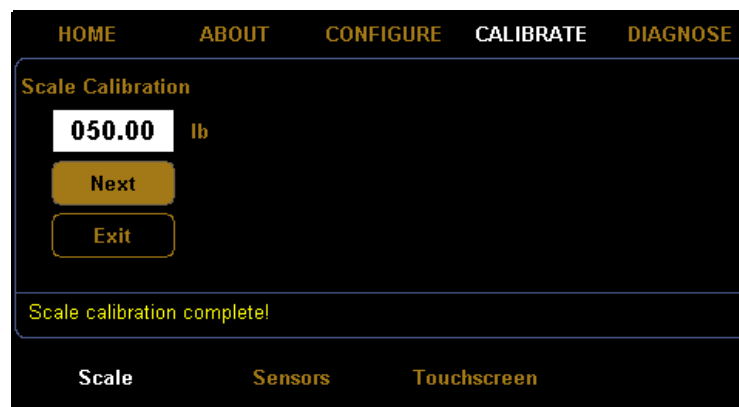 HOME ABOUT CONFIGURE CALIBRATE DIAGNOSE
Scale Calibration
050.00 lb
Next
Exit
Scale calibration complete!
Scale Sensors Touchscreen